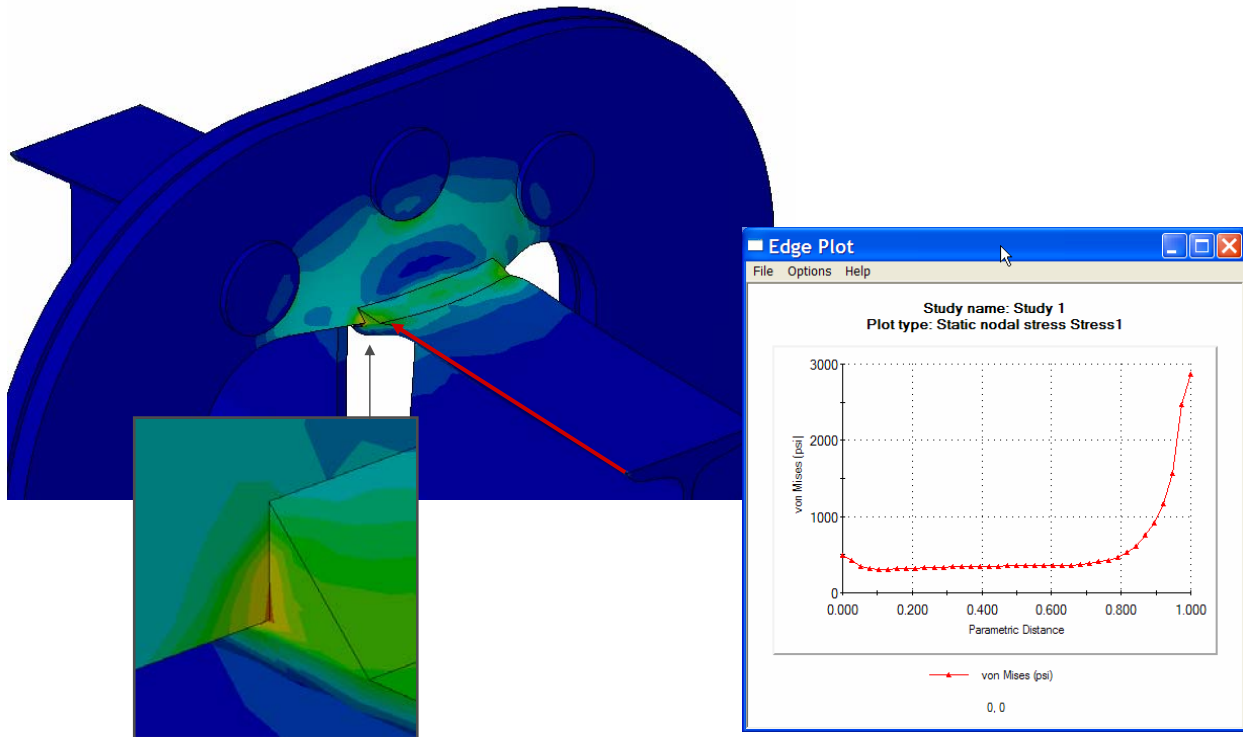 Edge Plot
File Options Help
Study name: Study 1
Plot type: Static nodal stress Stress1
3000
2000
1000
0
von Mises (psi)
0.000 0.200 0.400 0.600 0.800 1.000
Parametric Distance
von Mises (psi)
0, 0